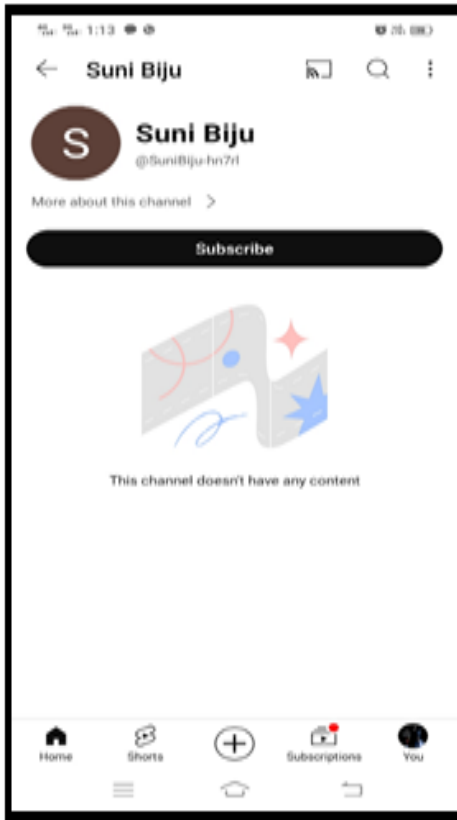 1:13
Suni Biju
S
Suni Biju
@SuniBiju-hn7rl
More about this channel >
Subscribe
This channel doesn't have any content
Home
Shorts
Subscriptions
You